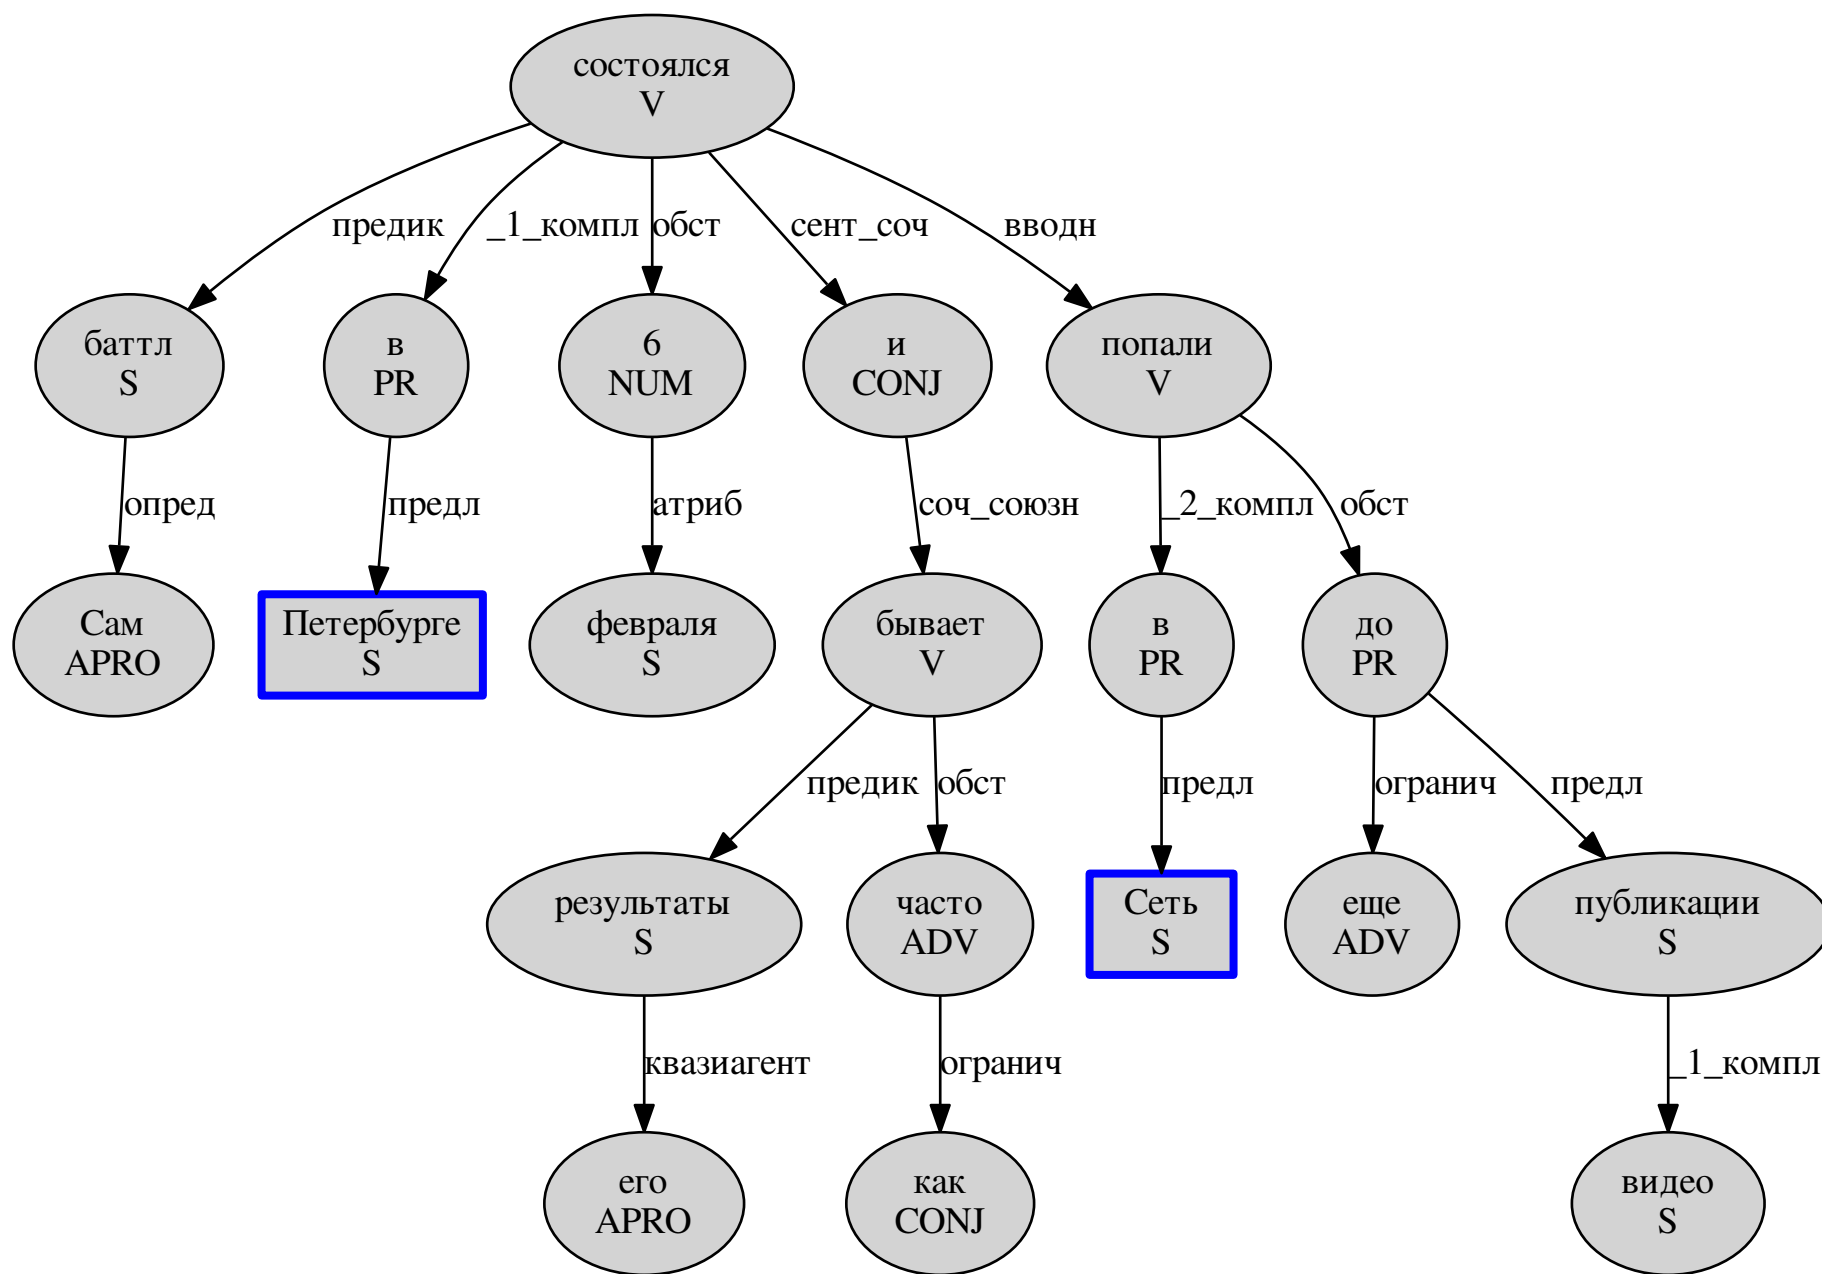 состоялся
V
предик
_1_компл
обст
сент_соч
вводн
баттл
S
в
PR
6
NUM
и
CONJ
попали
V
опред
предл
атриб
соч_союзн
_2_компл
обст
Сам
APRO
Петербурге
S
февраля
S
бывает
V
в
PR
до
PR
предик
обст
предл
огранич
предл
результаты
S
часто
ADV
Сеть
S
еще
ADV
публикации
S
квазиагент
огранич
_1_компл
его
APRO
как
CONJ
видео
S